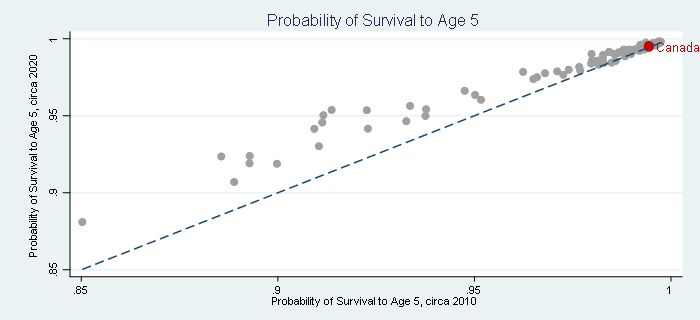 Probability of Survival to Age 5
Probability of Survival to Age 5, circa 2020
1
.95
.9
.85
Canada
.85
.9
.95
1
Probability of Survival to Age 5, circa 2010